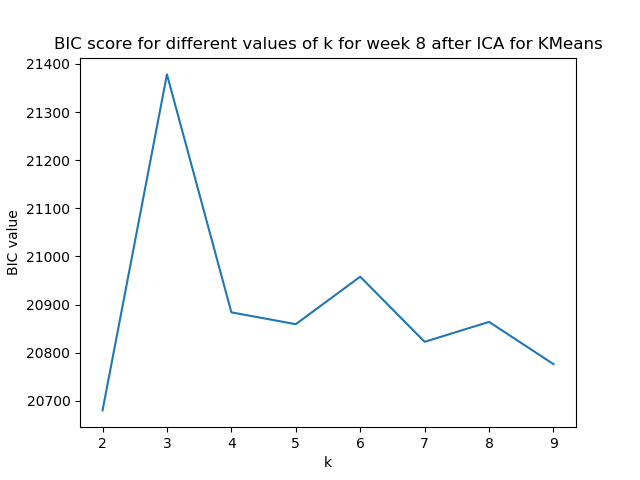 BIC score for different values of k for week 8 after ICA for KMeans
21400
21300
21200
21100
21000
20900
20800
20700
BIC value
2 3 4 5 6 7 8 9
k